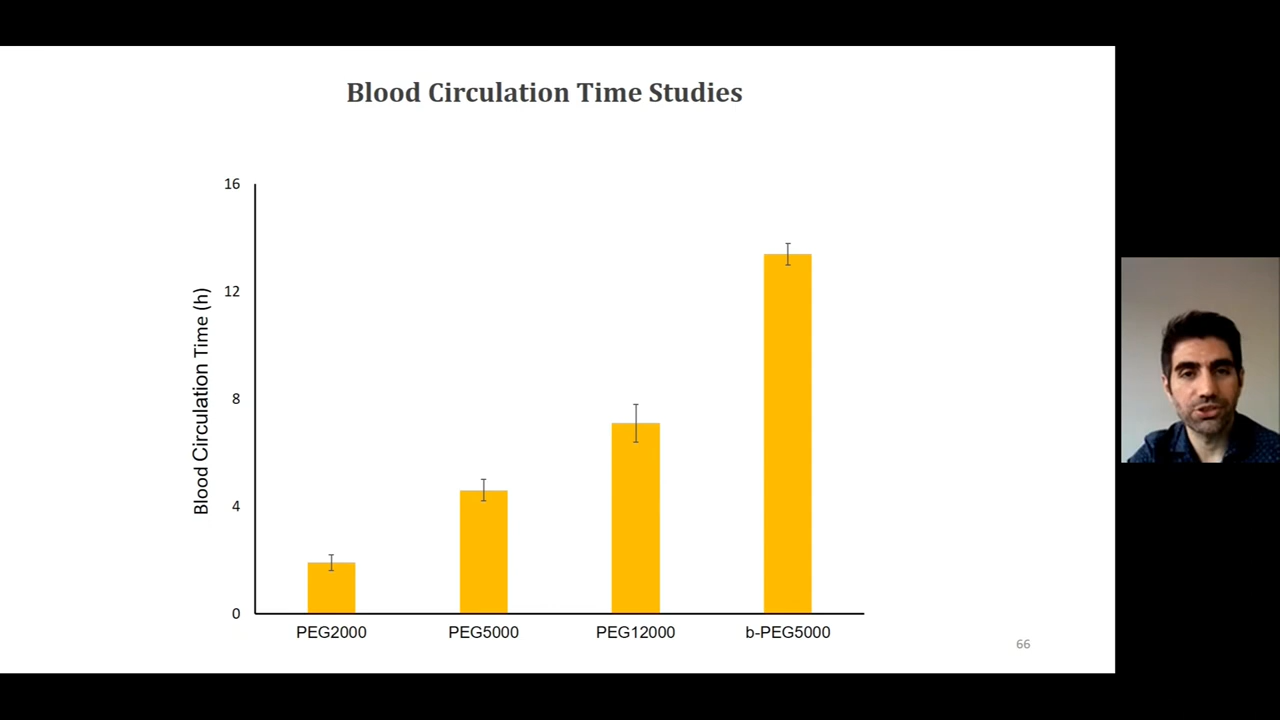 Blood Circulation Time Studies
16
12
8
4
0
Blood Circulation Time (h)
PEG2000
PEG5000
PEG12000
b-PEG5000
66